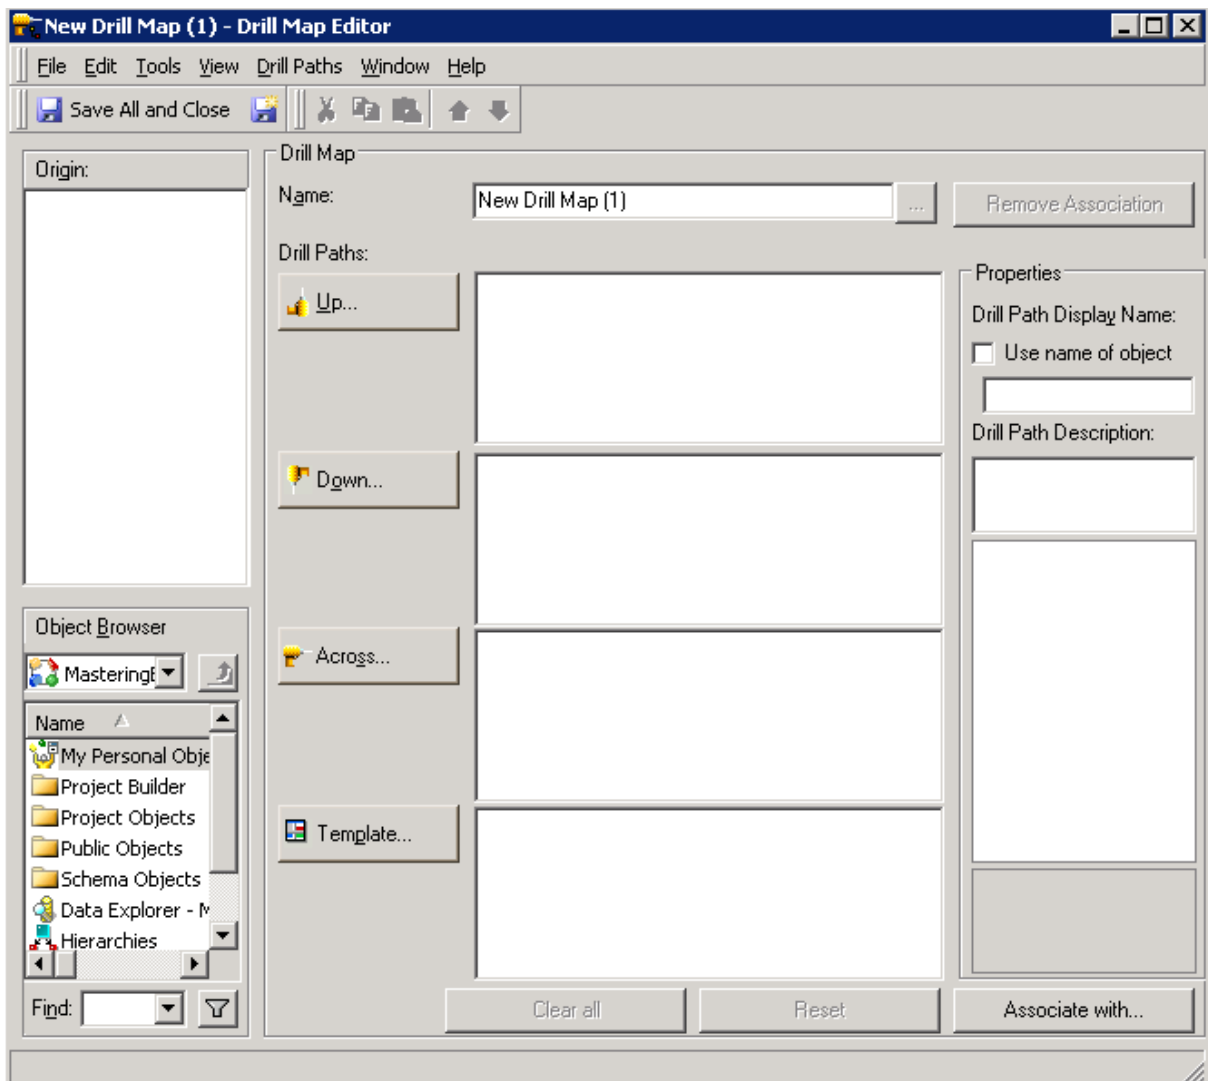 New Drill Map (1) - Drill Map Editor
File Edit Tools View Drill Paths Window Help
Save All and Close
Origin:
Drill Map
Name:
New Drill Map (1)
...
Remove Association
Drill Paths:
Up...
Down...
Across...
Template...
Properties
Drill Path Display Name:
Use name of object
Drill Path Description:
Object Browser
Mastering
Name
My Personal Obje
Project Builder
Project Objects
Public Objects
Schema Objects
Data Explorer - M
Hierarchies
Find:
Clear all
Reset
Associate with...